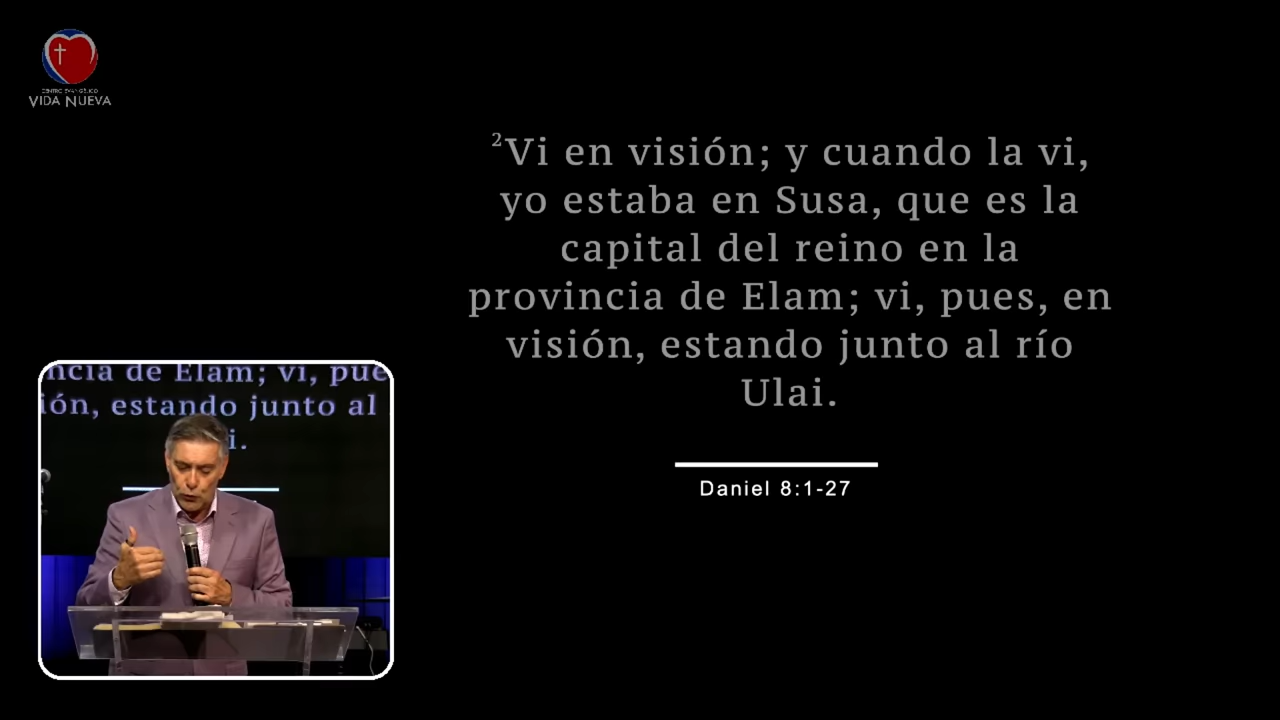 CENTRO EVANGÉLICO
VIDA NUEVA
²Vi en visión; y cuando la vi,
yo estaba en Susa, que es la
capital del reino en la
provincia de Elam; vi, pues, en
visión, estando junto al río
Ulai.
Daniel 8:1-27
ncia de Elam; vi, pue
ión, estando junto al
i.